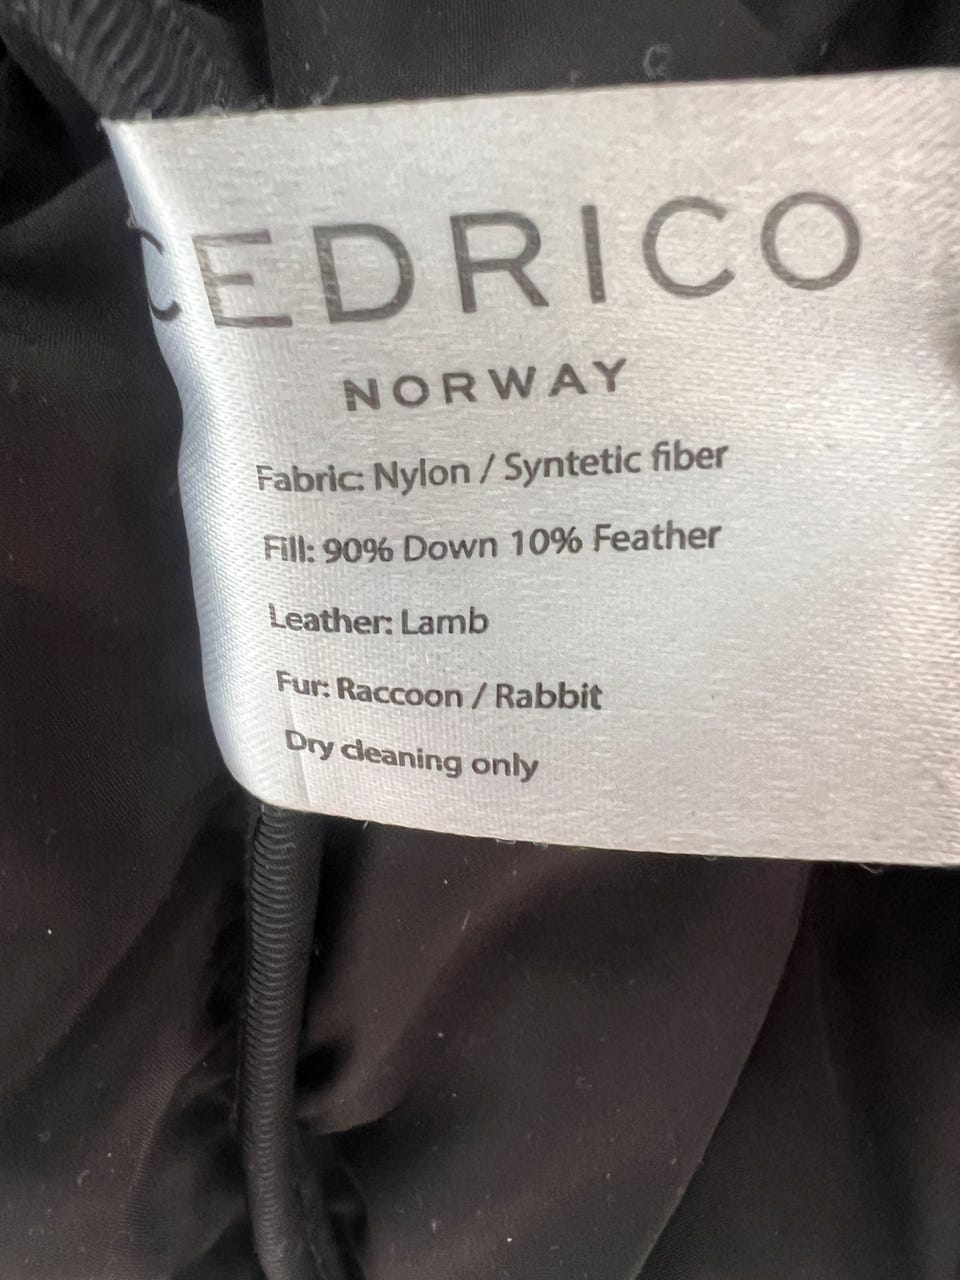 CEDRICO
NORWAY
Fabric: Nylon / Syntetic fiber
Fill: 90% Down 10% Feather
Leather: Lamb
Fur: Raccoon / Rabbit
Dry cleaning only